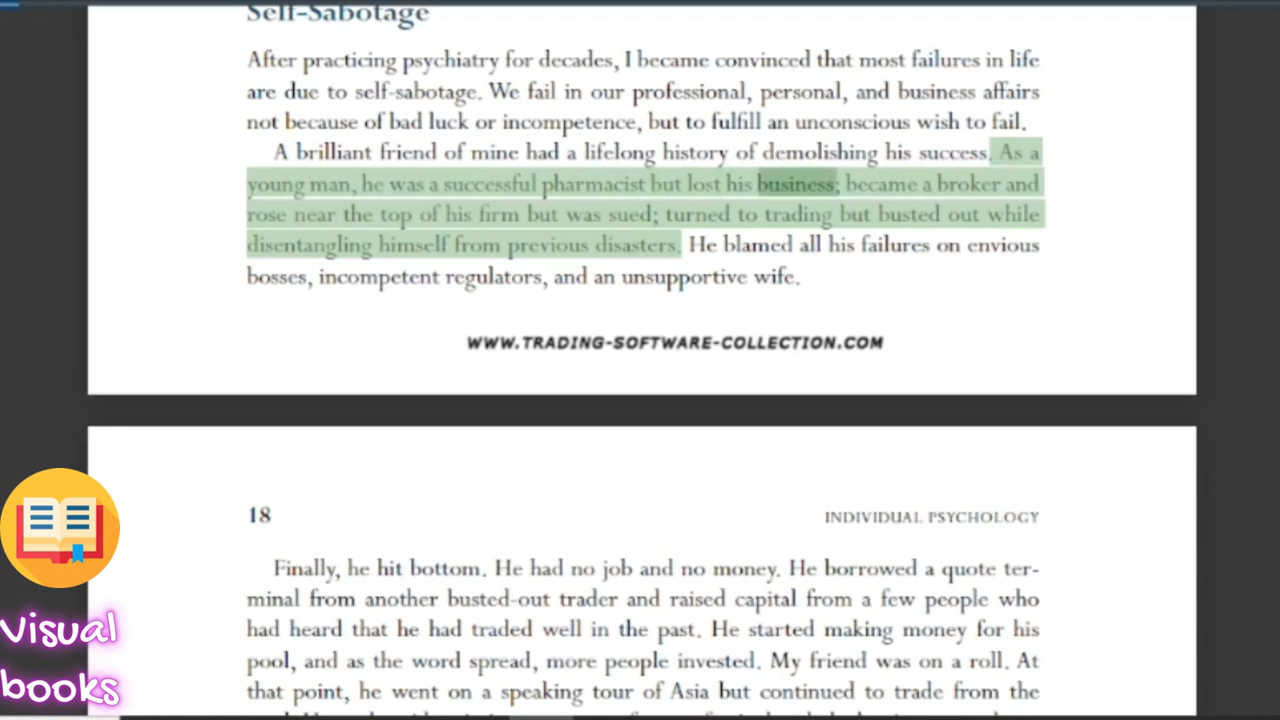 Self-Sabotage
After practicing psychiatry for decades, I became convinced that most failures in life
are due to self-sabotage. We fail in our professional, personal, and business affairs
not because of bad luck or incompetence, but to fulfill an unconscious wish to fail.
A brilliant friend of mine had a lifelong history of demolishing his success. As a
young man, he was a successful pharmacist but lost his business; became a broker and
rose near the top of his firm but was sued; turned to trading but busted out while
disentangling himself from previous disasters. He blamed all his failures on envious
bosses, incompetent regulators, and an unsupportive wife.
WWW.TRADING-SOFTWARE-COLLECTION.COM
18 INDIVIDUAL PSYCHOLOGY
Finally, he hit bottom. He had no job and no money. He borrowed a quote ter-
minal from another busted-out trader and raised capital from a few people who
had heard that he had traded well in the past. He started making money for his
pool, and as the word spread, more people invested. My friend was on a roll. At
that point, he went on a speaking tour of Asia but continued to trade from the
Visual
books